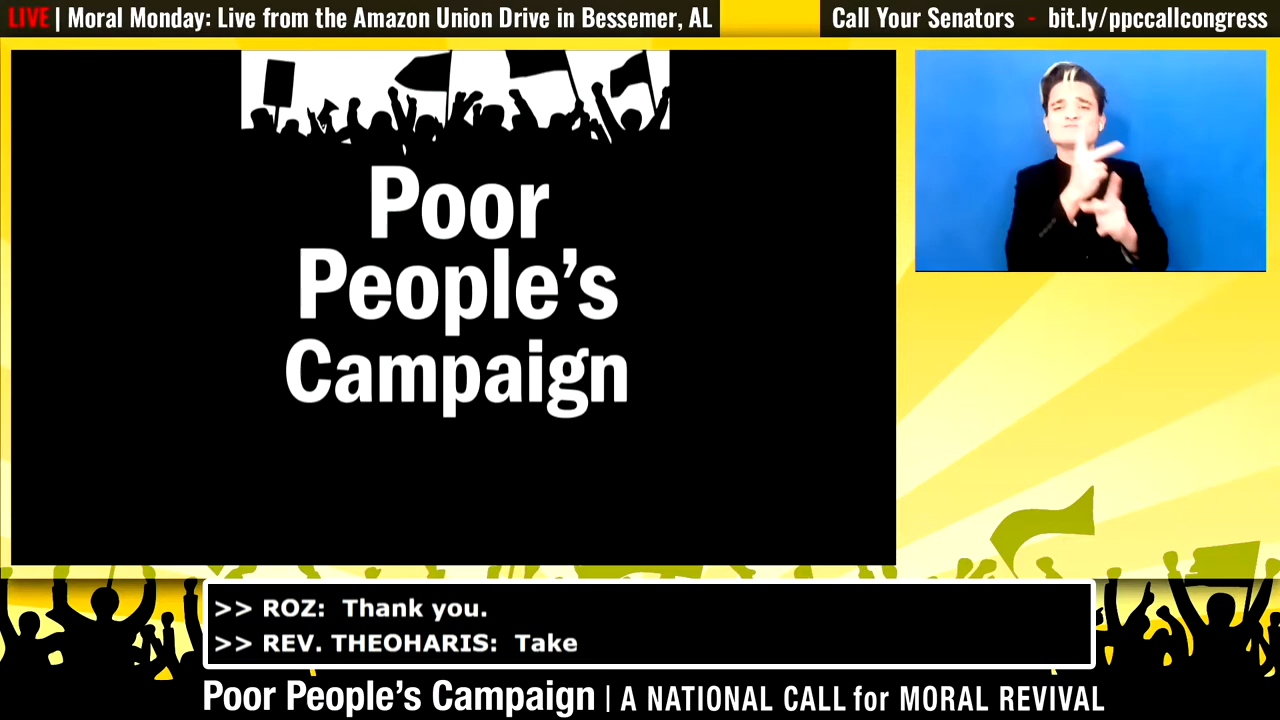 LIVE | Moral Monday: Live from the Amazon Union Drive in Bessemer, AL
Call Your Senators - bit.ly/ppccallcongress
Poor
People's
Campaign
>> ROZ: Thank you.
>> REV. THEOHARIS: Take
Poor People's Campaign | A NATIONAL CALL for MORAL REVIVAL